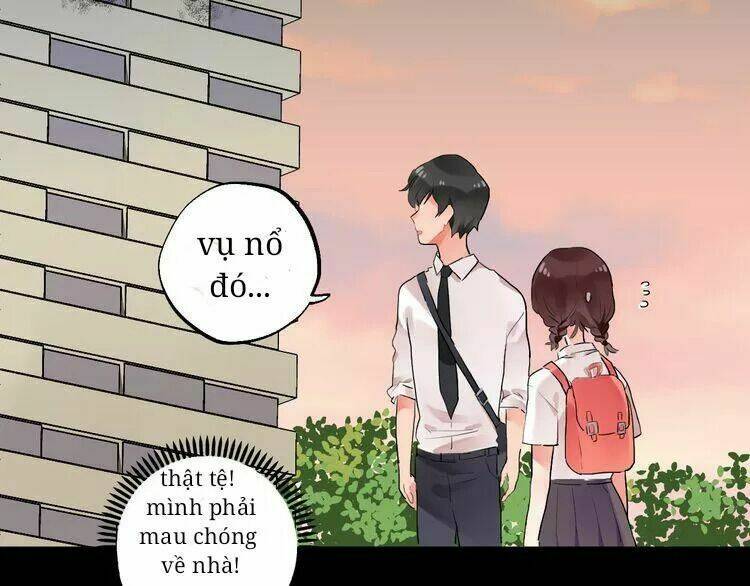 vụ nổ
đó...
thật tệ!
mình phải
mau chóng
về nhà!